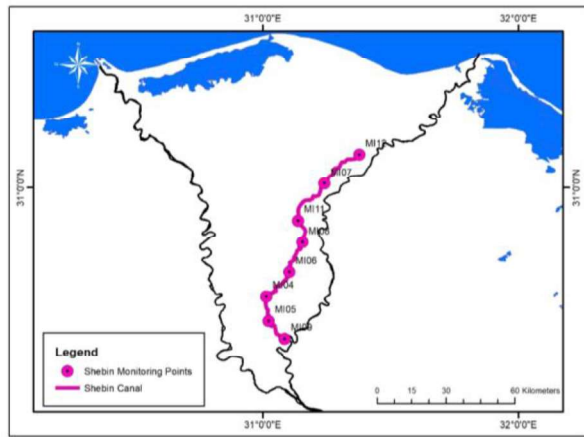 31°0'0"E
32°0'0"E
31°0'0"N
31°0'0"N
MI07
MI11
MI08
MI06
MI04
MI05
MI09
Legend
Shebin Monitoring Points
Shebin Canal
0 15 30 60 Kilometers
31°0'0"E
32°0'0"E